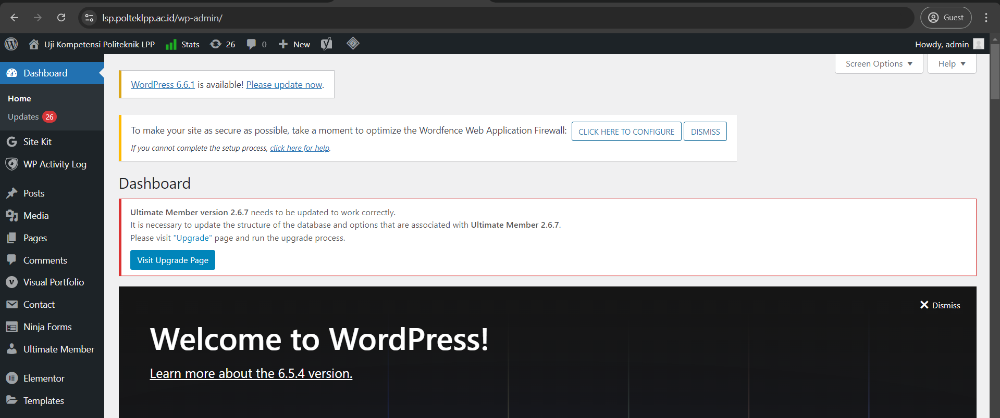 lsp.polteklpp.ac.id/wp-admin/
Guest
Uji Kompetensi Politeknik LPP
Stats
26
0
New
Howdy, admin
Screen Options
Help
Dashboard
Home
Updates 26
Site Kit
WP Activity Log
Posts
Media
Pages
Comments
Visual Portfolio
Contact
Ninja Forms
Ultimate Member
Elementor
Templates
WordPress 6.6.1 is available! Please update now.
To make your site as secure as possible, take a moment to optimize the Wordfence Web Application Firewall: CLICK HERE TO CONFIGURE DISMISS
If you cannot complete the setup process, click here for help.
Dashboard
Ultimate Member version 2.6.7 needs to be updated to work correctly.
It is necessary to update the structure of the database and options that are associated with Ultimate Member 2.6.7.
Please visit "Upgrade" page and run the upgrade process.
Visit Upgrade Page
Dismiss
Welcome to WordPress!
Learn more about the 6.5.4 version.